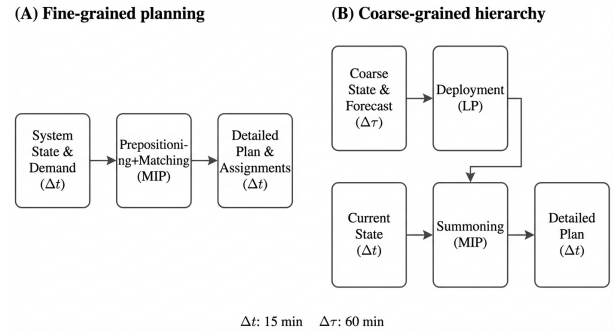 (A) Fine-grained planning
System
State &
Demand
(Δt)
Prepositioni-
ng+Matching
(MIP)
Detailed
Plan &
Assignments
(Δt)
(B) Coarse-grained hierarchy
Coarse
State &
Forecast
(Δτ)
Deployment
(LP)
Current
State
(Δt)
Summoning
(MIP)
Detailed
Plan
(Δt)
Δt: 15 min Δτ: 60 min